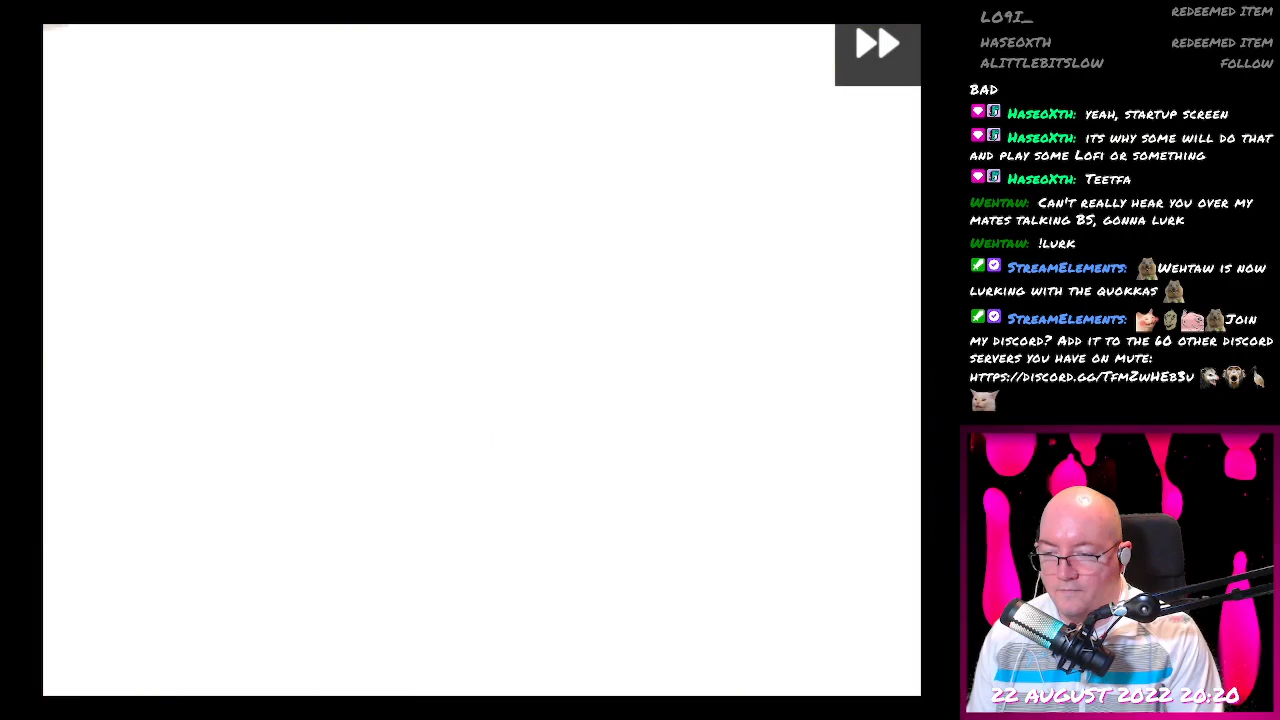 LO9I_ REDEEMED ITEM
HASEOXTH REDEEMED ITEM
ALITTLEBITSLOW FOLLOW
BAD
HASEOXTH: YEAH, STARTUP SCREEN
HASEOXTH: ITS WHY SOME WILL DO THAT
AND PLAY SOME LOFI OR SOMETHING
HASEOXTH: TEETFA
WEHTAW: CAN'T REALLY HEAR YOU OVER MY
MATES TALKING BS, GONNA LURK
WEHTAW: !LURK
STREAMELEMENTS: WEHTAW IS NOW
LURKING WITH THE QUOKKAS
STREAMELEMENTS: JOIN
MY DISCORD? ADD IT TO THE 60 OTHER DISCORD
SERVERS YOU HAVE ON MUTE:
HTTPS://DISCORD.GG/TFMZWHEB3U
22 AUGUST 2022 20:20